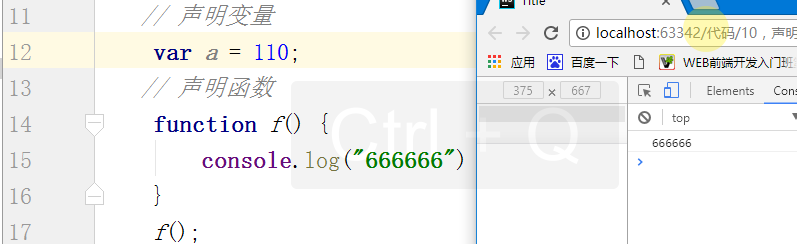 11 // 声明变量
12 var a = 110;
13 // 声明函数
14 function f() {
15 console.log("666666")
16 }
17 f();
Ctrl + Q
Title
localhost:63342/代码/10，声明
应用 百度一下 WEB前端开发入门班
375 × 667
Elements Cons
top
666666